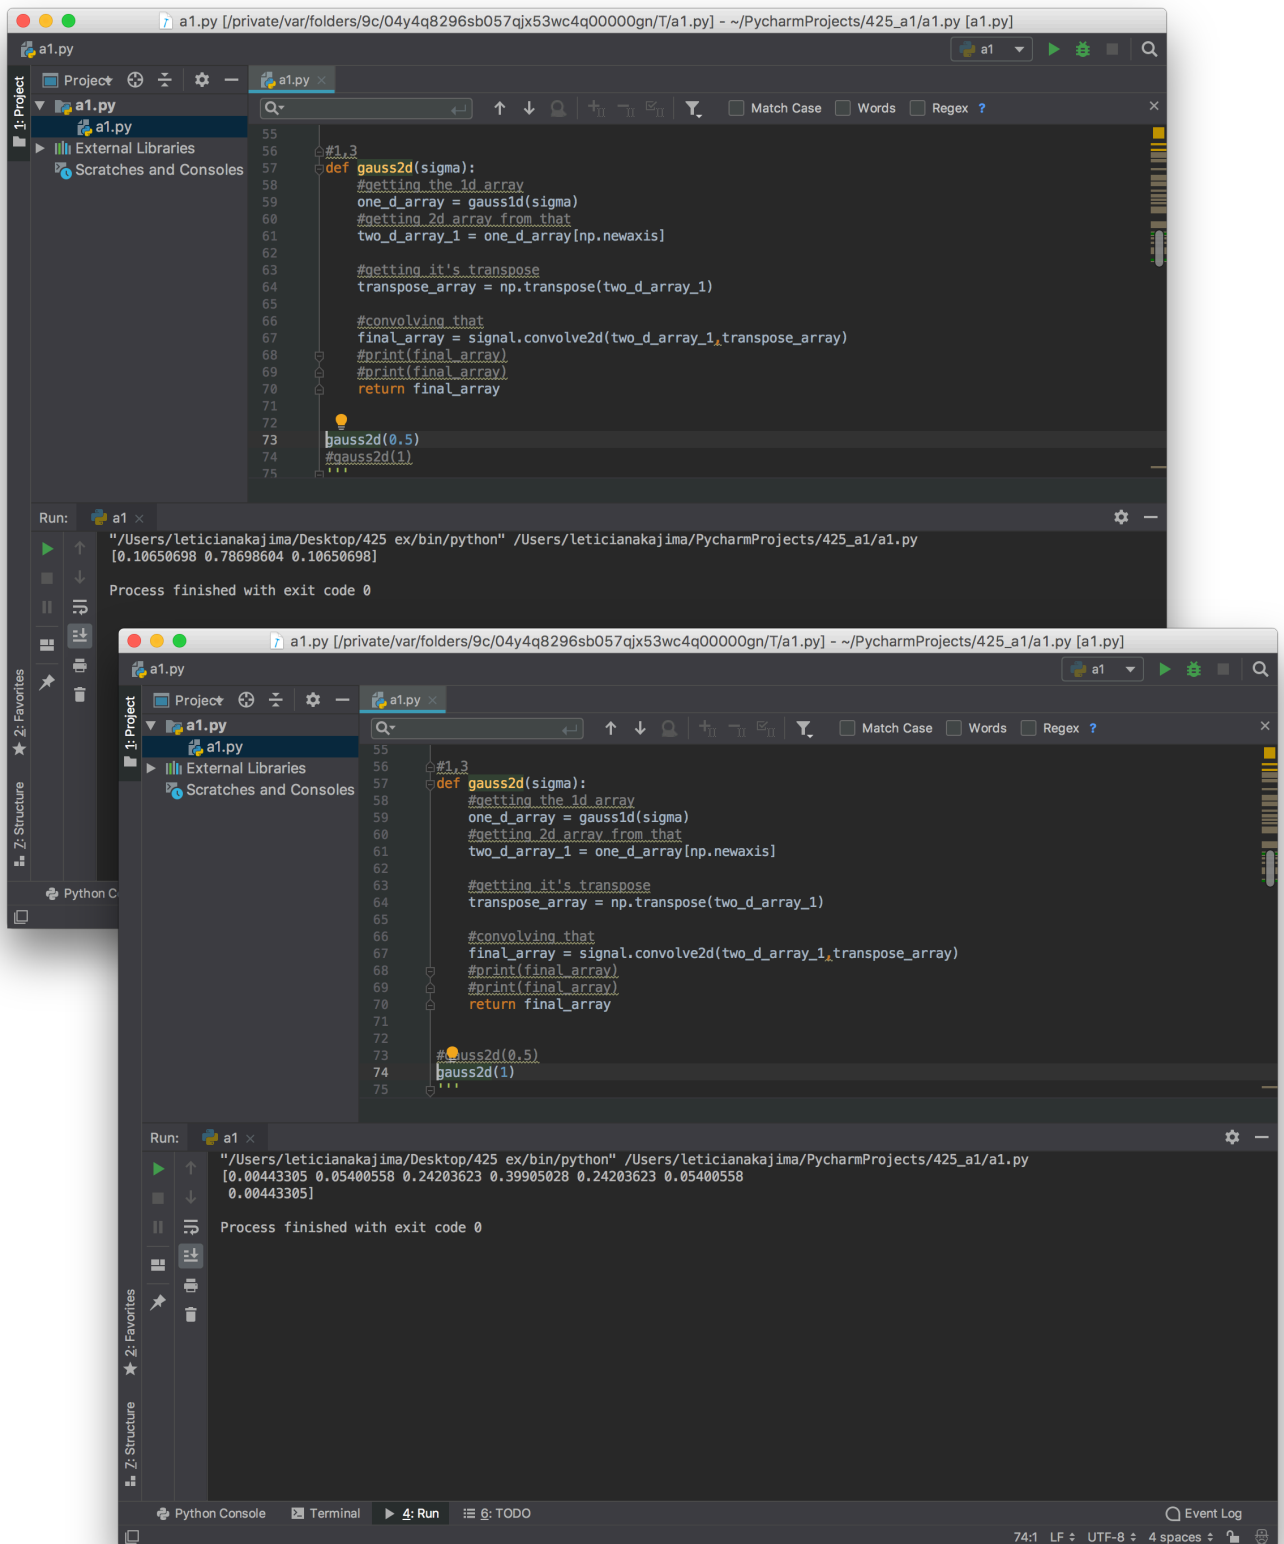 a1.py [/private/var/folders/9c/04y4q8296sb057qjx53wc4q00000gn/T/a1.py] - ~/PycharmProjects/425_a1/a1.py [a1.py]
a1.py
a1
1: Project
Project
a1.py
Match Case
Words
Regex ?
a1.py
a1.py
External Libraries
Scratches and Consoles
55
56 #1,3
57 def gauss2d(sigma):
58 #getting the 1d array
59 one_d_array = gauss1d(sigma)
60 #getting 2d array from that
61 two_d_array_1 = one_d_array[np.newaxis]
62
63 #getting it's transpose
64 transpose_array = np.transpose(two_d_array_1)
65
66 #convolving that
67 final_array = signal.convolve2d(two_d_array_1,transpose_array)
68 #print(final_array)
69 #print(final_array)
70 return final_array
71
72
73 gauss2d(0.5)
74 #gauss2d(1)
75 '''
Run: a1
"/Users/leticianakajima/Desktop/425 ex/bin/python" /Users/leticianakajima/PycharmProjects/425_a1/a1.py
[0.10650698 0.78698604 0.10650698]
Process finished with exit code 0
2: Favorites
7: Structure
Python C
a1.py [/private/var/folders/9c/04y4q8296sb057qjx53wc4q00000gn/T/a1.py] - ~/PycharmProjects/425_a1/a1.py [a1.py]
a1.py
a1
1: Project
Project
a1.py
Match Case
Words
Regex ?
a1.py
a1.py
External Libraries
Scratches and Consoles
55
56 #1,3
57 def gauss2d(sigma):
58 #getting the 1d array
59 one_d_array = gauss1d(sigma)
60 #getting 2d array from that
61 two_d_array_1 = one_d_array[np.newaxis]
62
63 #getting it's transpose
64 transpose_array = np.transpose(two_d_array_1)
65
66 #convolving that
67 final_array = signal.convolve2d(two_d_array_1,transpose_array)
68 #print(final_array)
69 #print(final_array)
70 return final_array
71
72
73 #gauss2d(0.5)
74 gauss2d(1)
75 '''
Run: a1
"/Users/leticianakajima/Desktop/425 ex/bin/python" /Users/leticianakajima/PycharmProjects/425_a1/a1.py
[0.00443305 0.05400558 0.24203623 0.39905028 0.24203623 0.05400558
0.00443305]
Process finished with exit code 0
2: Favorites
7: Structure
Python Console
Terminal
4: Run
6: TODO
Event Log
74:1 LF UTF-8 4 spaces